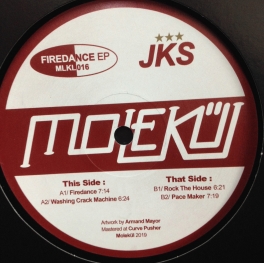 FIREDANCE EP
MLKL016
JKS
MOLEKÜL
This Side :
A1/ Firedance 7:14
A2/ Washing Crack Machine 6:24
That Side :
B1/ Rock The House 6:21
B2/ Pace Maker 7:19
Artwork by Armand Mayor
Mastered at Curve Pusher
Molekül 2019